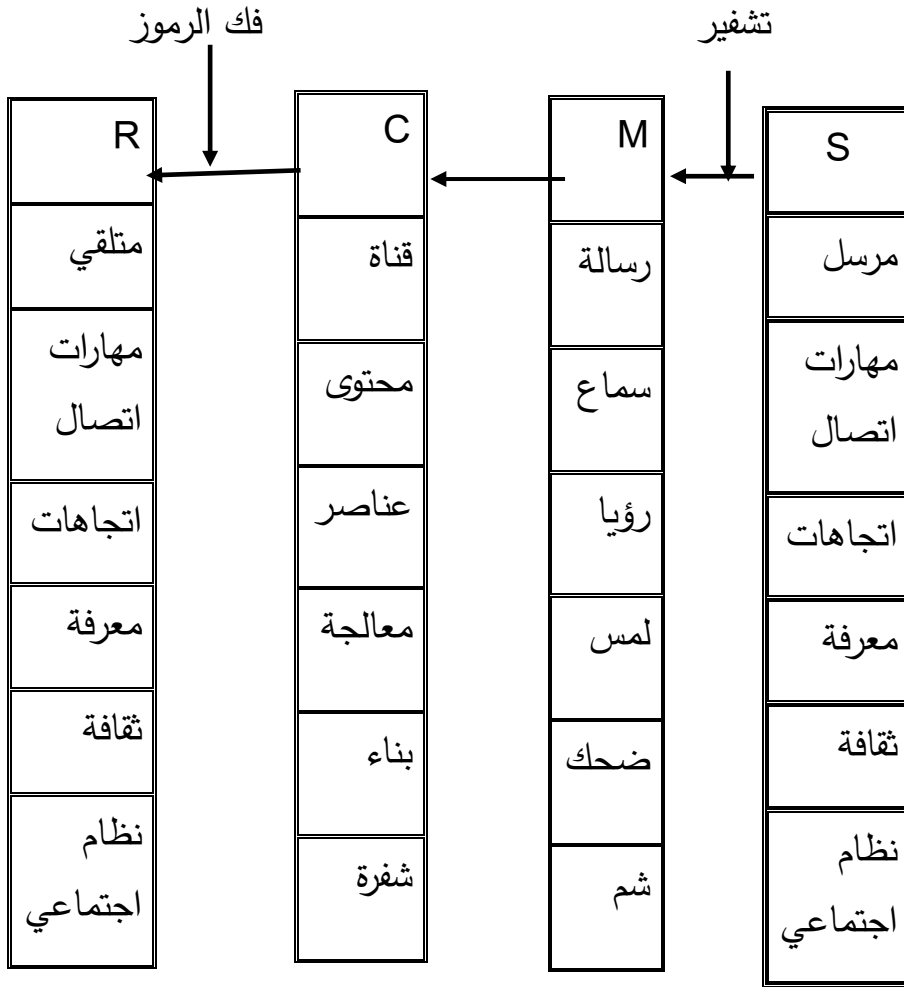 تشفير
فك الرموز
S
مرسل
مهارات
اتصال
اتجاهات
معرفة
ثقافة
نظام
اجتماعي
M
رسالة
سماع
رؤيا
لمس
ضحك
شم
C
قناة
محتوى
عناصر
معالجة
بناء
شفرة
R
متلقي
مهارات
اتصال
اتجاهات
معرفة
ثقافة
نظام
اجتماعي